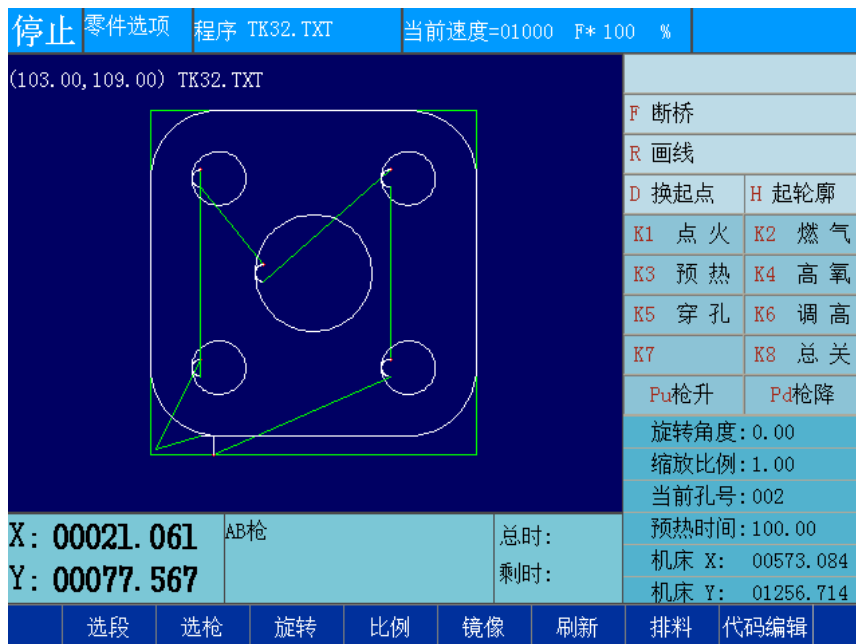 停止 零件选项 程序 TK32.TXT 当前速度=01000 F*100 %
(103.00,109.00) TK32.TXT
F 断桥
R 画线
D 换起点 H 起轮廓
K1 点火 K2 燃气
K3 预热 K4 高氧
K5 穿孔 K6 调高
K7 K8 总关
Pu枪升 Pd枪降
旋转角度:0.00
缩放比例:1.00
当前孔号:002
预热时间:100.00
机床 X: 00573.084
机床 Y: 01256.714
X: 00021.061 AB枪 总时:
Y: 00077.567 剩时:
选段 选枪 旋转 比例 镜像 刷新 排料 代码编辑